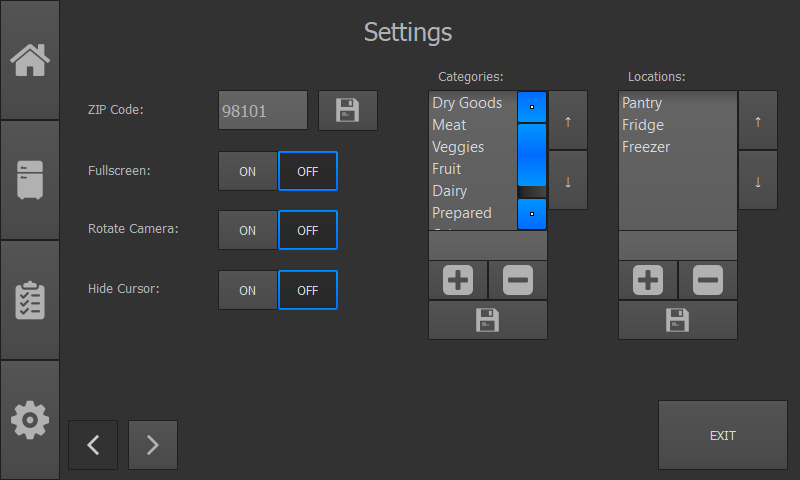 Settings
Categories:
Locations:
ZIP Code:
98101
Dry Goods
Meat
Veggies
Fruit
Dairy
Prepared
↑
↓
Pantry
Fridge
Freezer
↑
↓
Fullscreen:
ON
OFF
Rotate Camera:
ON
OFF
Hide Cursor:
ON
OFF
EXIT